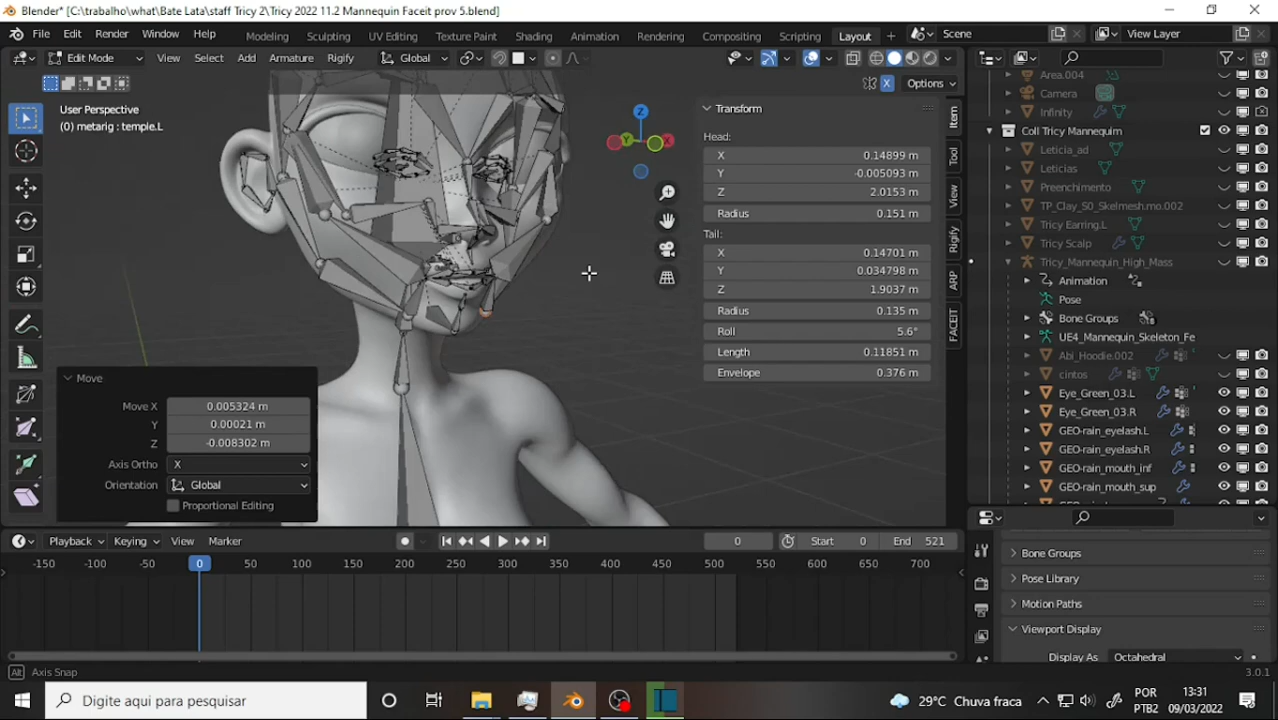 Blender* [C:\trabalho\what\Bate Lata\staff Tricy 2\Tricy 2022 11.2 Mannequin Faceit prov 5.blend]
File Edit Render Window Help Modeling Sculpting UV Editing Texture Paint Shading Animation Rendering Compositing Scripting Layout + Scene View Layer
Edit Mode View Select Add Armature Rigify Global
X Options
User Perspective
(0) metarig : temple.L
Z
Y
X
Transform
Head:
X 0.14899 m
Y -0.005093 m
Z 2.0153 m
Radius 0.151 m
Tail:
X 0.14701 m
Y 0.034798 m
Z 1.9037 m
Radius 0.135 m
Roll 5.6°
Length 0.11851 m
Envelope 0.376 m
Item
Tool
View
Rigify
ARP
FACEIT
Area.004
Camera
Infinity
Coll Tricy Mannequim
Leticia_ad
Leticias
Preenchimento
TP_Clay_S0_Skelmesh.mo.002
Tricy Earring.L
Tricy Scalp
Tricy_Mannequin_High_Mass
Animation
Pose
Bone Groups
UE4_Mannequin_Skeleton_Fe
Abi_Hoodie.002
cintos
Eye_Green_03.L
Eye_Green_03.R
GEO-rain_eyelash.L
GEO-rain_eyelash.R
GEO-rain_mouth_inf
GEO-rain_mouth_sup
Move
Move X 0.005324 m
Y 0.00021 m
Z -0.008302 m
Axis Ortho X
Orientation Global
Proportional Editing
Playback Keying View Marker 0 Start 0 End 521
-150 -100 -50 0 50 100 150 200 250 300 350 400 450 500 550 600 650 700
Bone Groups
Pose Library
Motion Paths
Viewport Display
Display As Octahedral
Alt Axis Snap 3.0.1
Digite aqui para pesquisar
29°C Chuva fraca
POR
PTB2
13:31
09/03/2022